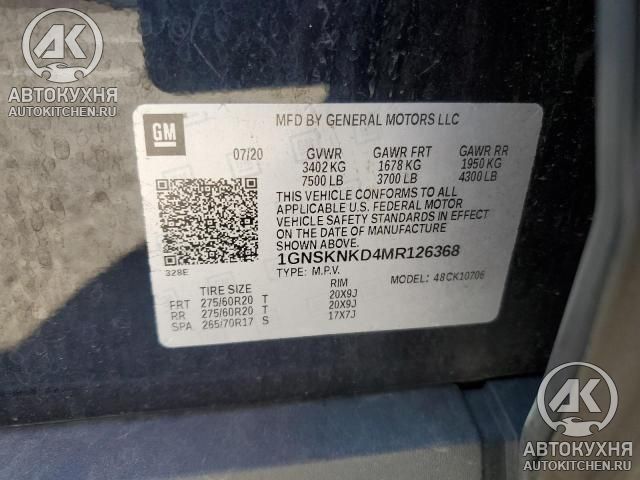 AK
АВТОКУХНЯ
AUTOKITCHEN.RU
GM
MFD BY GENERAL MOTORS LLC
07/20 GVWR GAWR FRT GAWR RR
3402 KG 1678 KG 1950 KG
7500 LB 3700 LB 4300 LB
THIS VEHICLE CONFORMS TO ALL
APPLICABLE U.S. FEDERAL MOTOR
VEHICLE SAFETY STANDARDS IN EFFECT
ON THE DATE OF MANUFACTURE
SHOWN ABOVE.
328E
1GNSKNKD4MR126368
TYPE: M.P.V. MODEL: 48CK10706
TIRE SIZE RIM
FRT 275/60R20 T 20X9J
RR 275/60R20 T 20X9J
SPA 265/70R17 S 17X7J
AK
АВТОКУХНЯ
AUTOKITCHEN.RU